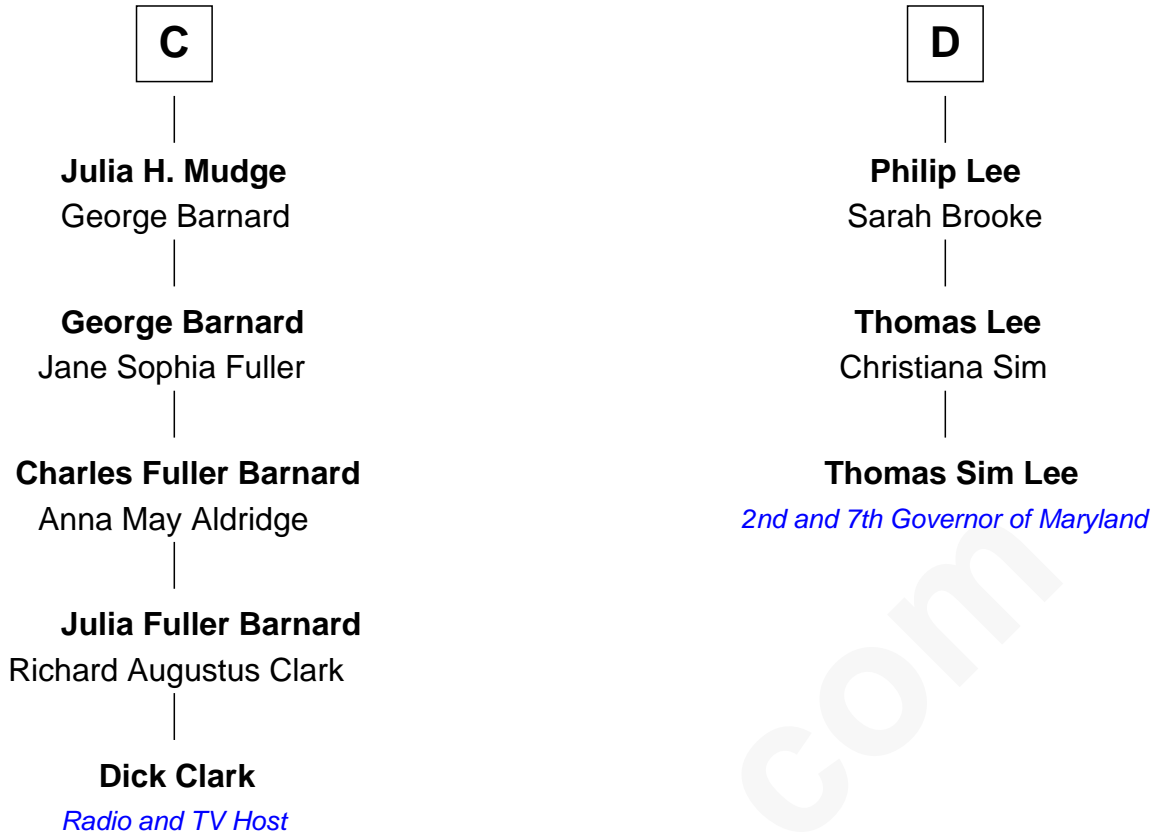 C
Julia H. Mudge
George Barnard
George Barnard
Jane Sophia Fuller
Charles Fuller Barnard
Anna May Aldridge
Julia Fuller Barnard
Richard Augustus Clark
Dick Clark
Radio and TV Host
D
Philip Lee
Sarah Brooke
Thomas Lee
Christiana Sim
Thomas Sim Lee
2nd and 7th Governor of Maryland
com